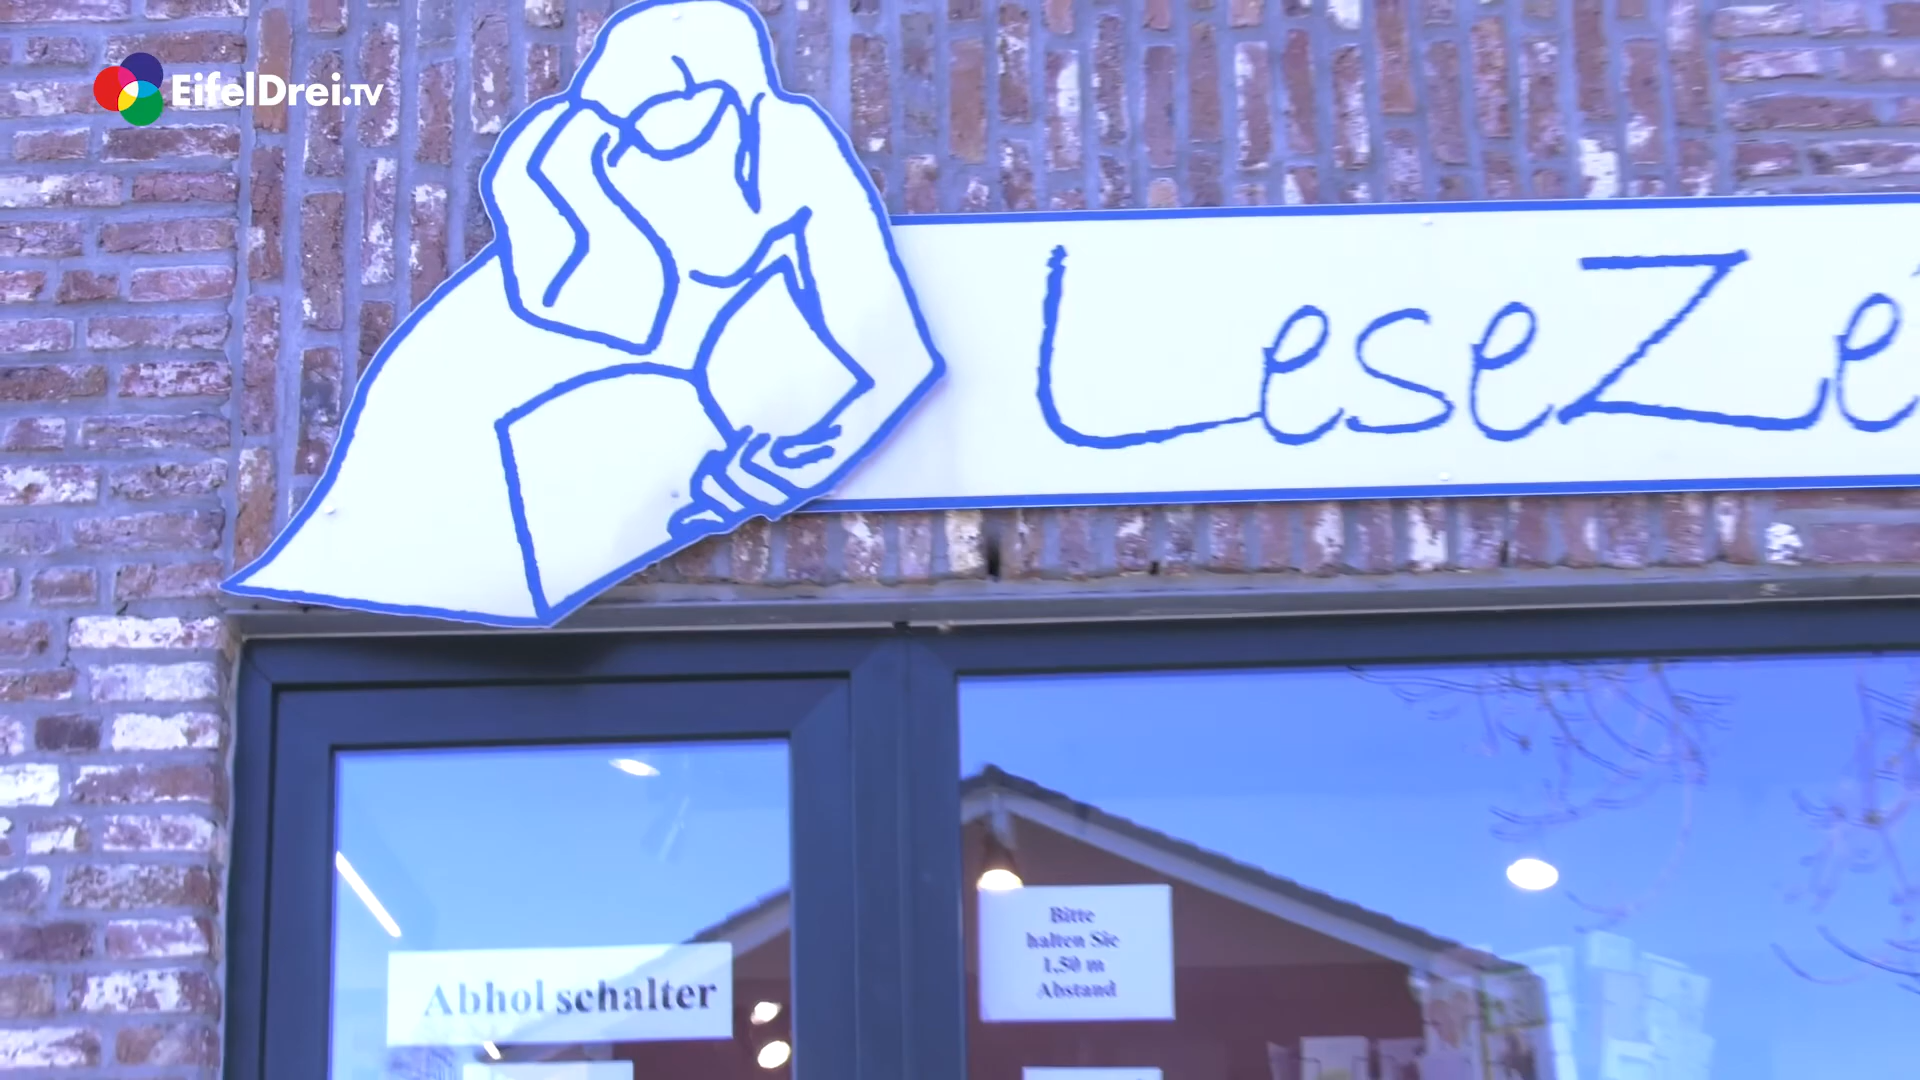 EifelDrei.TV
LeseZe
Bitte
halten Sie
1.50 m
Abstand
Abhol schalter